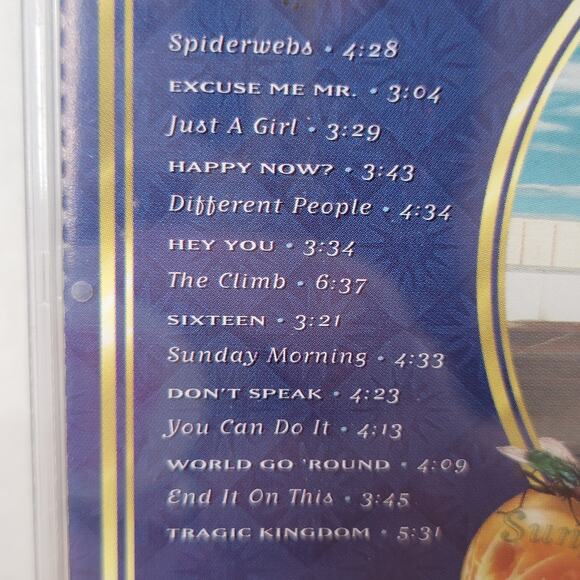 Spiderwebs • 4:28
EXCUSE ME MR. • 3:04
Just A Girl • 3:29
HAPPY NOW? • 3:43
Different People • 4:34
HEY YOU • 3:34
The Climb • 6:37
SIXTEEN • 3:21
Sunday Morning • 4:33
DON'T SPEAK • 4:23
You Can Do It • 4:13
WORLD GO 'ROUND • 4:09
End It On This • 3:45
TRAGIC KINGDOM • 5:31